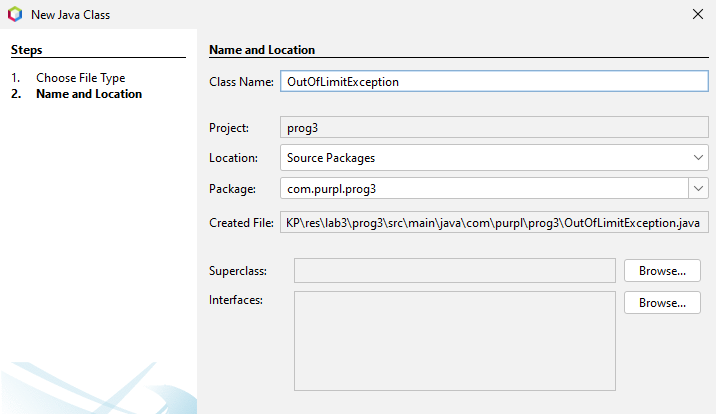 New Java Class
Steps
1. Choose File Type
2. Name and Location
Name and Location
Class Name: OutOfLimitException
Project: prog3
Location: Source Packages
Package: com.purpl.prog3
Created File: KP\res\lab3\prog3\src\main\java\com\purpl\prog3\OutOfLimitException.java
Superclass: Browse...
Interfaces: Browse...